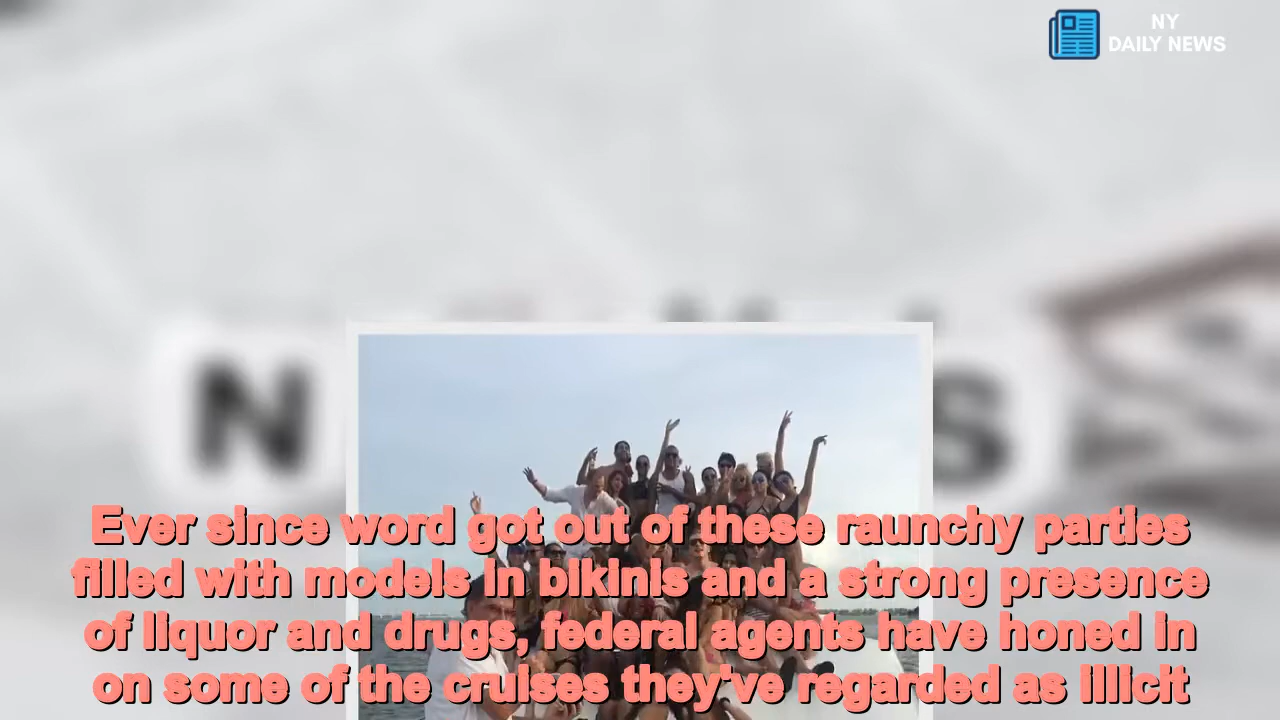 NY
DAILY NEWS
N S
Ever since word got out of these raunchy parties
filled with models in bikinis and a strong presence
of liquor and drugs, federal agents have honed in
on some of the cruises they've regarded as illicit